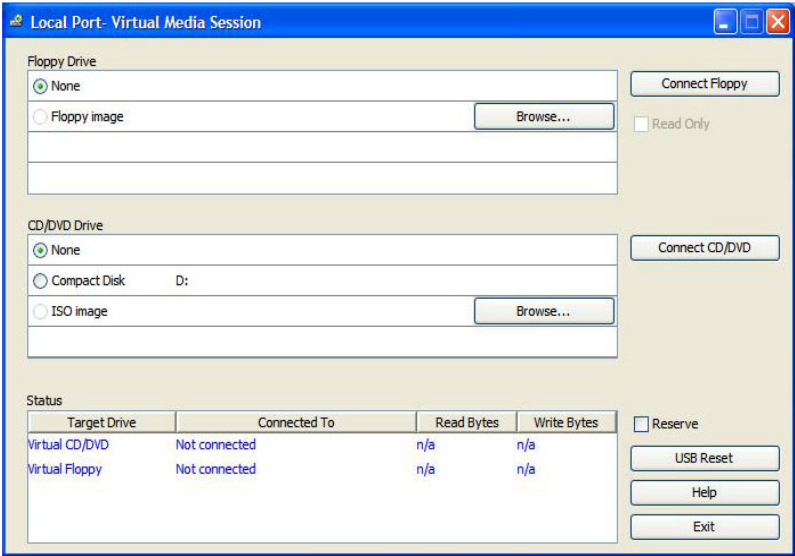 Local Port- Virtual Media Session
Floppy Drive
None
Connect Floppy
Floppy image
Browse...
Read Only
CD/DVD Drive
None
Connect CD/DVD
Compact Disk D:
ISO image
Browse...
Status
Target Drive Connected To Read Bytes Write Bytes
Reserve
Virtual CD/DVD Not connected n/a n/a
USB Reset
Virtual Floppy Not connected n/a n/a
Help
Exit